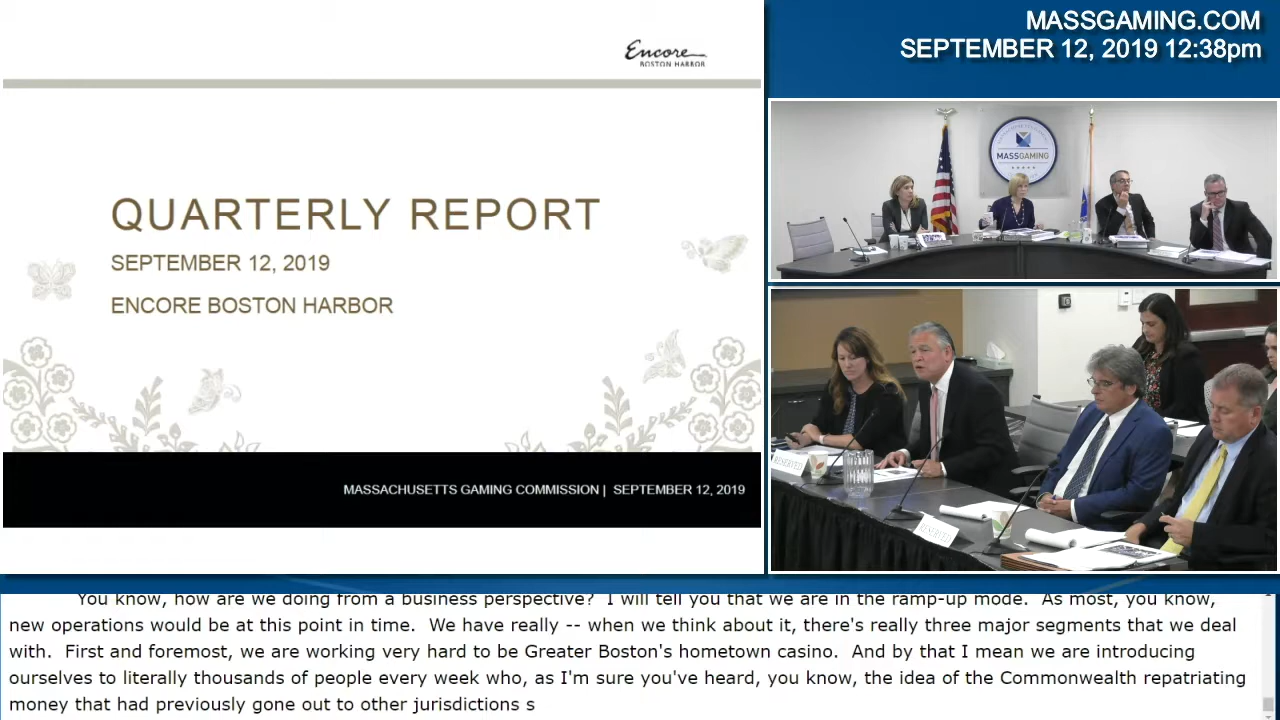 Encore
BOSTON HARBOR
QUARTERLY REPORT
SEPTEMBER 12, 2019
ENCORE BOSTON HARBOR
MASSACHUSETTS GAMING COMMISSION | SEPTEMBER 12, 2019
MASSGAMING.COM
SEPTEMBER 12, 2019 12:38pm
MASSGAMING
RESERVED
RESERVED
You know, how are we doing from a business perspective?  I will tell you that we are in the ramp-up mode.  As most, you know,
new operations would be at this point in time.  We have really -- when we think about it, there's really three major segments that we deal
with.  First and foremost, we are working very hard to be Greater Boston's hometown casino.  And by that I mean we are introducing
ourselves to literally thousands of people every week who, as I'm sure you've heard, you know, the idea of the Commonwealth repatriating
money that had previously gone out to other jurisdictions s